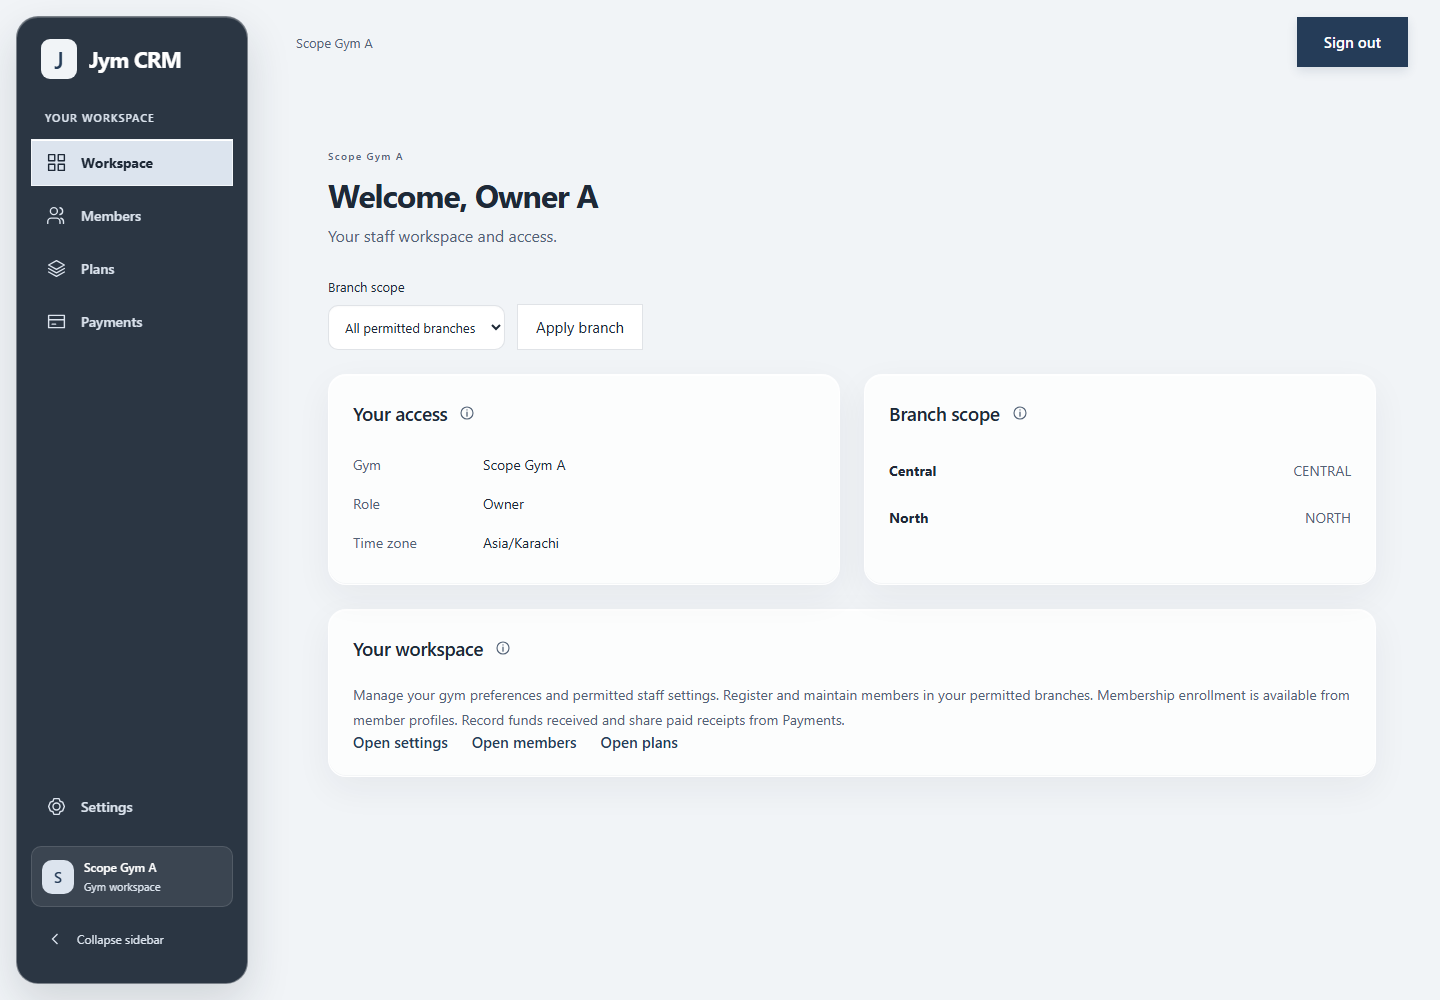 J
Jym CRM
YOUR WORKSPACE
Workspace
Members
Plans
Payments
Settings
S
Scope Gym A
Gym workspace
Collapse sidebar
Scope Gym A
Sign out
Scope Gym A
Welcome, Owner A
Your staff workspace and access.
Branch scope
All permitted branches
Apply branch
Your access
Gym Scope Gym A
Role Owner
Time zone Asia/Karachi
Branch scope
Central CENTRAL
North NORTH
Your workspace
Manage your gym preferences and permitted staff settings. Register and maintain members in your permitted branches. Membership enrollment is available from
member profiles. Record funds received and share paid receipts from Payments.
Open settings Open members Open plans